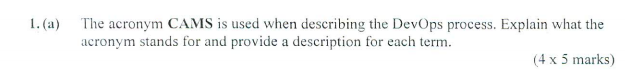 1. (a) The acronym CAMS is used when describing the DevOps process. Explain what the
acronym stands for and provide a description for each term.
(4 x 5 marks)